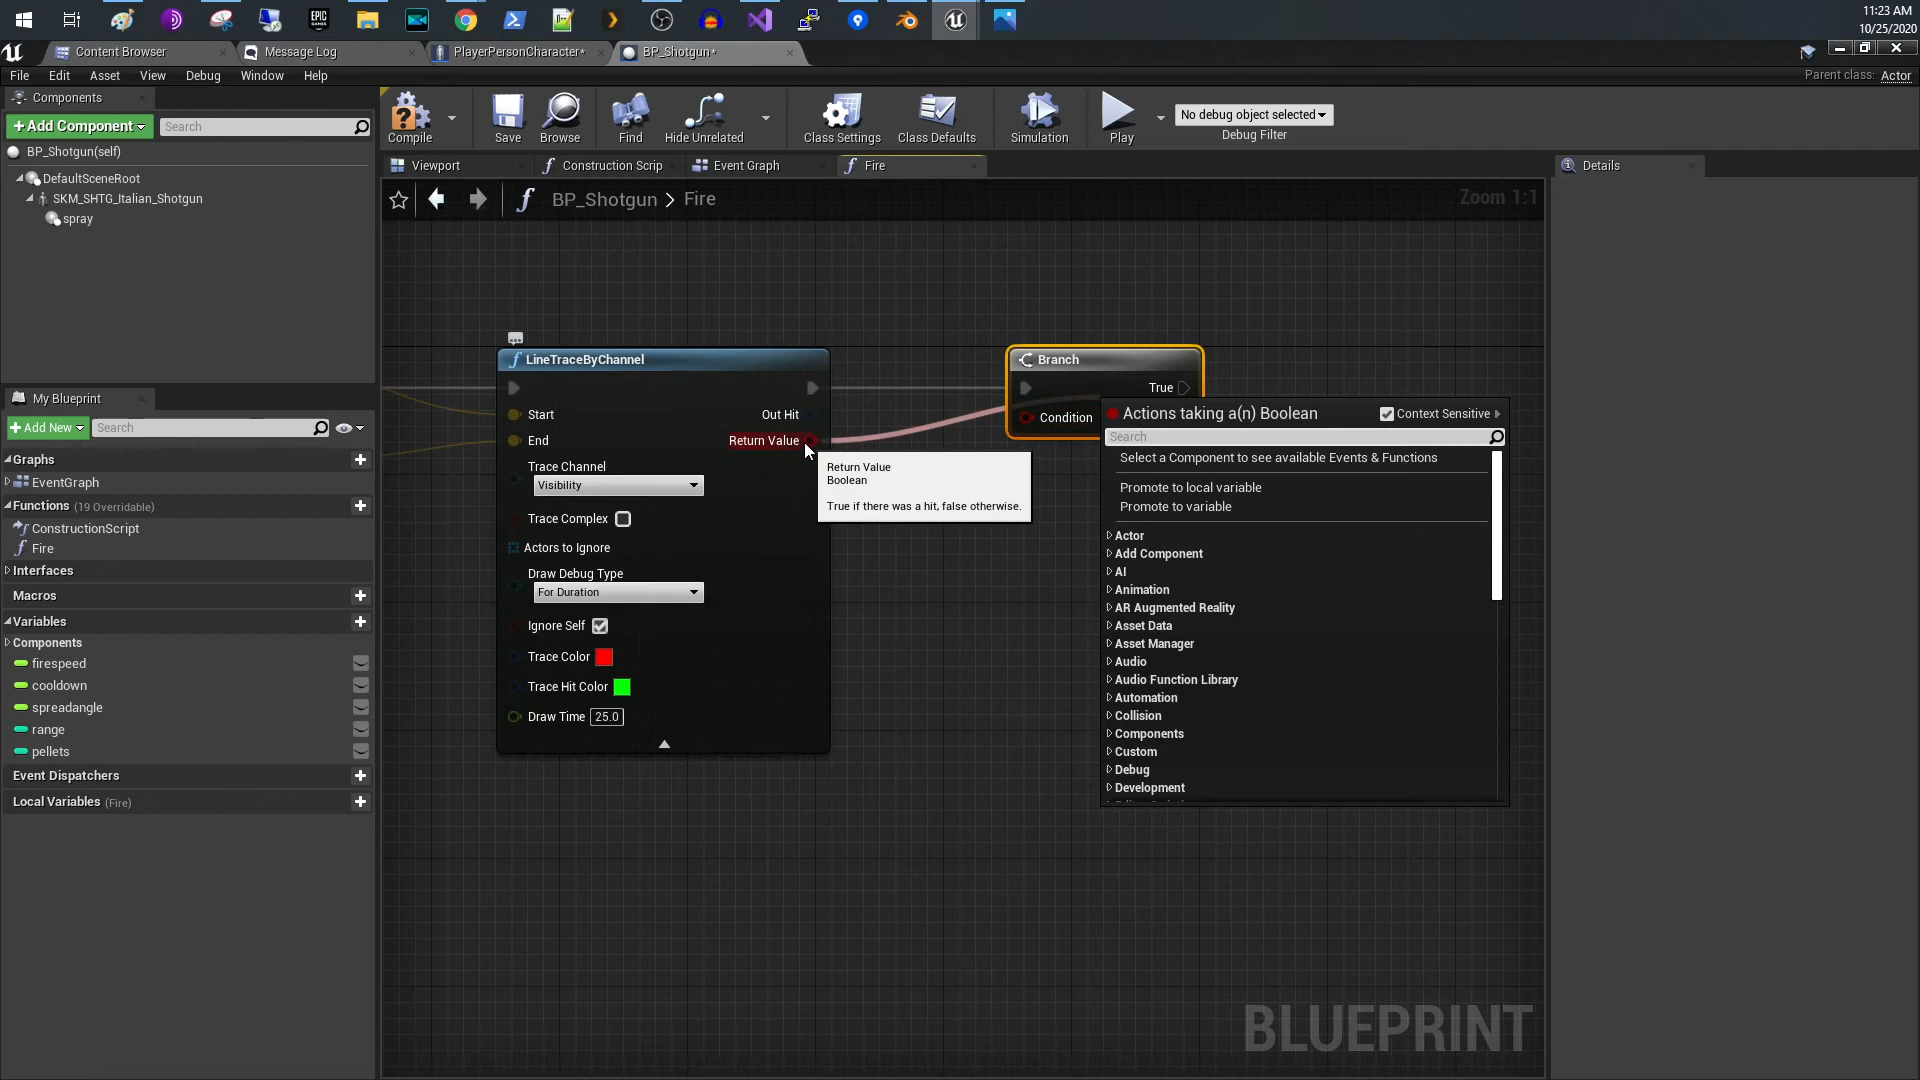 11:23 AM
10/25/2020
EPIC GAMES
Content Browser
Message Log
PlayerPersonCharacter*
BP_Shotgun*
File Edit Asset View Debug Window Help
Parent class: Actor
Components
+Add Component
Search
BP_Shotgun(self)
DefaultSceneRoot
SKM_SHTG_Italian_Shotgun
spray
Compile
Save
Browse
Find
Hide Unrelated
Class Settings
Class Defaults
Simulation
Play
No debug object selected
Debug Filter
Viewport
Construction Scrip
Event Graph
Fire
Details
BP_Shotgun > Fire
Zoom 1:1
My Blueprint
+Add New
Search
Graphs
EventGraph
Functions (19 Overridable)
ConstructionScript
Fire
Interfaces
Macros
Variables
Components
firespeed
cooldown
spreadangle
range
pellets
Event Dispatchers
Local Variables (Fire)
LineTraceByChannel
Start
Out Hit
End
Return Value
Trace Channel
Visibility
Trace Complex
Actors to Ignore
Draw Debug Type
For Duration
Ignore Self
Trace Color
Trace Hit Color
Draw Time 25.0
Return Value
Boolean
True if there was a hit, false otherwise.
Branch
True
Condition
Actions taking a(n) Boolean
Context Sensitive
Search
Select a Component to see available Events & Functions
Promote to local variable
Promote to variable
Actor
Add Component
AI
Animation
AR Augmented Reality
Asset Data
Asset Manager
Audio
Audio Function Library
Automation
Collision
Components
Custom
Debug
Development
BLUEPRINT